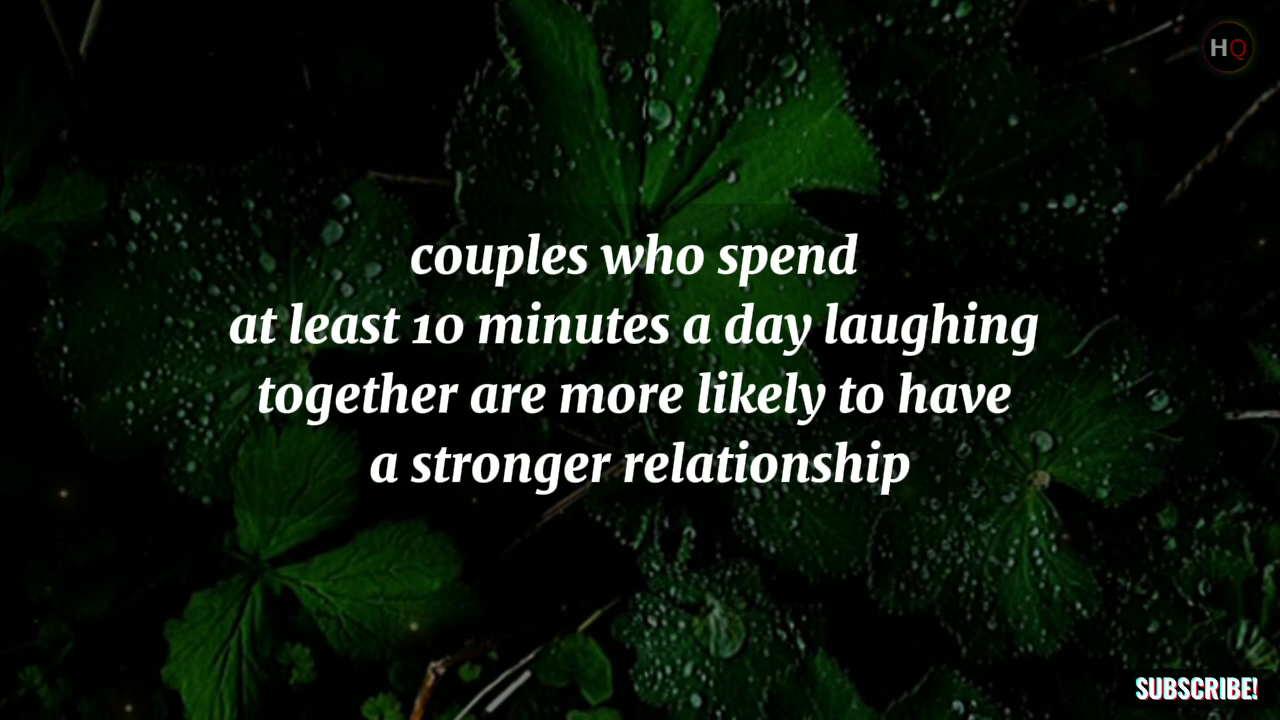 HQ
couples who spend
at least 10 minutes a day laughing
together are more likely to have
a stronger relationship
SUBSCRIBE!